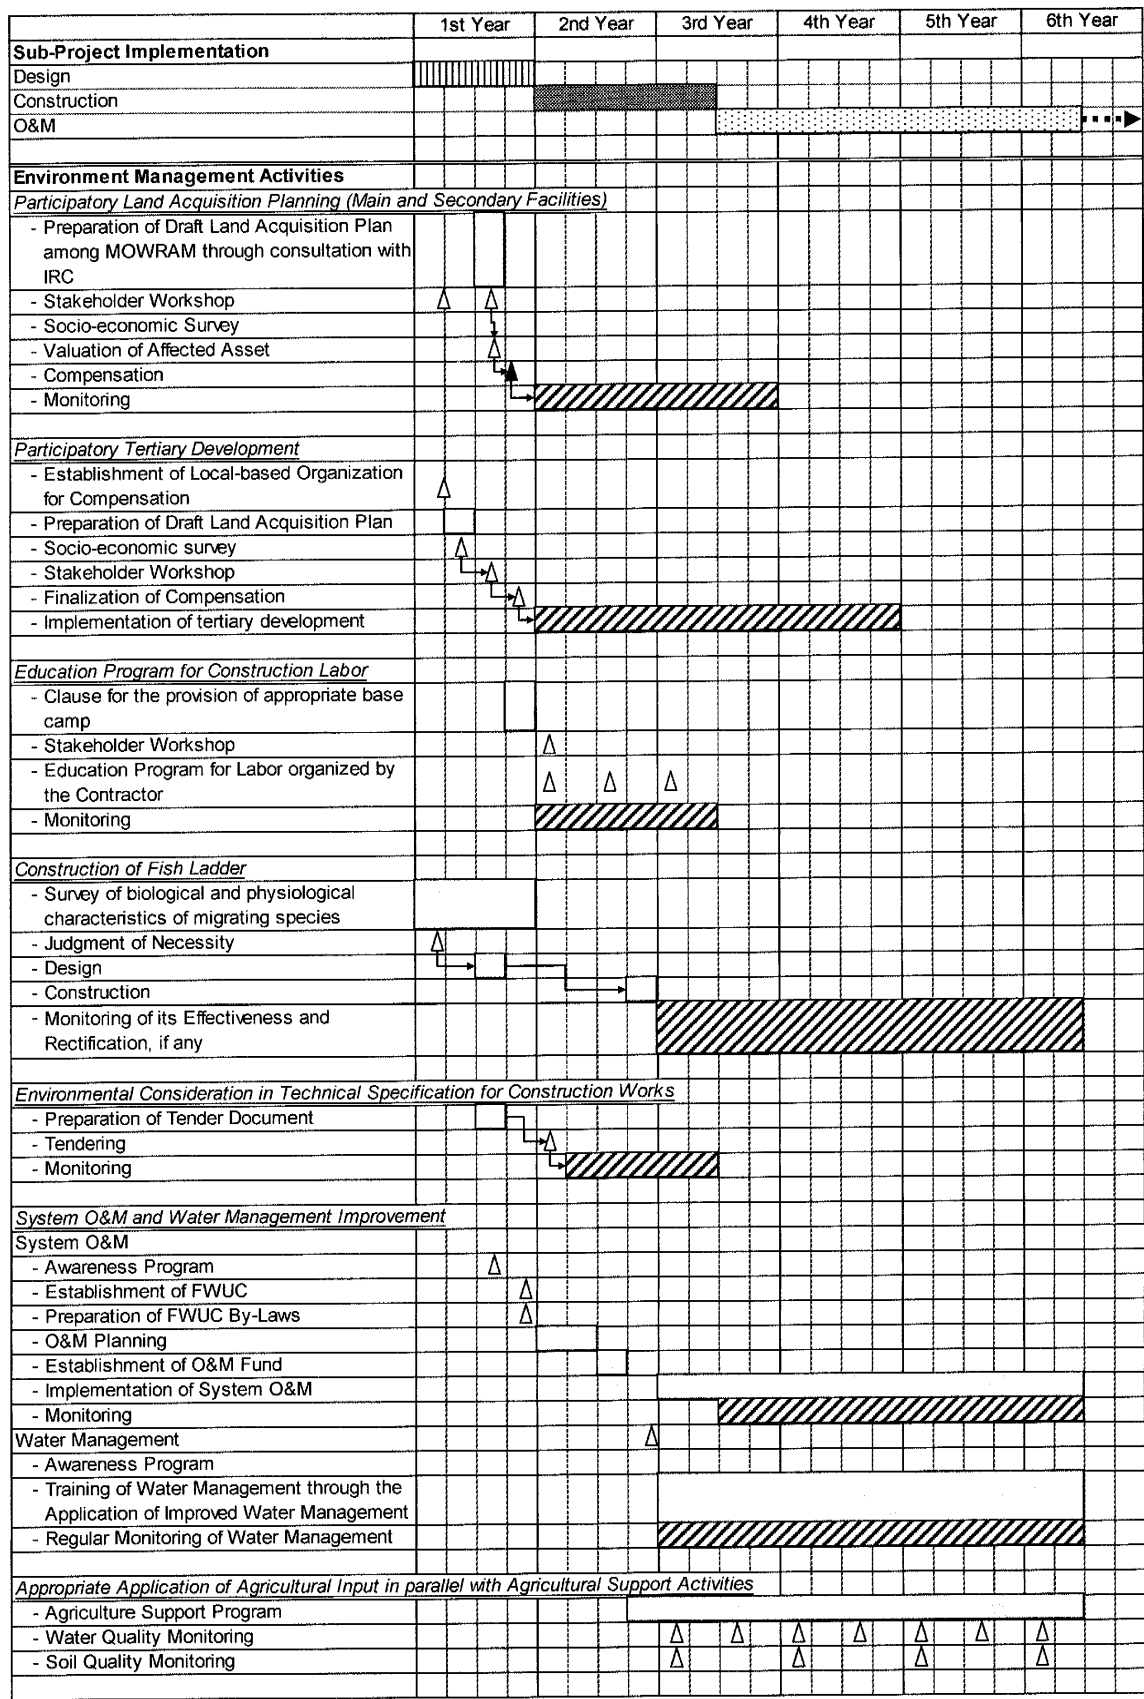 1st Year 2nd Year 3rd Year 4th Year 5th Year 6th Year
Sub-Project Implementation
Design
Construction
O&M
Environment Management Activities
Participatory Land Acquisition Planning (Main and Secondary Facilities)
- Preparation of Draft Land Acquisition Plan
among MOWRAM through consultation with
IRC
- Stakeholder Workshop
- Socio-economic Survey
- Valuation of Affected Asset
- Compensation
- Monitoring
Participatory Tertiary Development
- Establishment of Local-based Organization
for Compensation
- Preparation of Draft Land Acquisition Plan
- Socio-economic survey
- Stakeholder Workshop
- Finalization of Compensation
- Implementation of tertiary development
Education Program for Construction Labor
- Clause for the provision of appropriate base
camp
- Stakeholder Workshop
- Education Program for Labor organized by
the Contractor
- Monitoring
Construction of Fish Ladder
- Survey of biological and physiological
characteristics of migrating species
- Judgment of Necessity
- Design
- Construction
- Monitoring of its Effectiveness and
Rectification, if any
Environmental Consideration in Technical Specification for Construction Works
- Preparation of Tender Document
- Tendering
- Monitoring
System O&M and Water Management Improvement
System O&M
- Awareness Program
- Establishment of FWUC
- Preparation of FWUC By-Laws
- O&M Planning
- Establishment of O&M Fund
- Implementation of System O&M
- Monitoring
Water Management
- Awareness Program
- Training of Water Management through the
Application of Improved Water Management
- Regular Monitoring of Water Management
Appropriate Application of Agricultural Input in parallel with Agricultural Support Activities
- Agriculture Support Program
- Water Quality Monitoring
- Soil Quality Monitoring